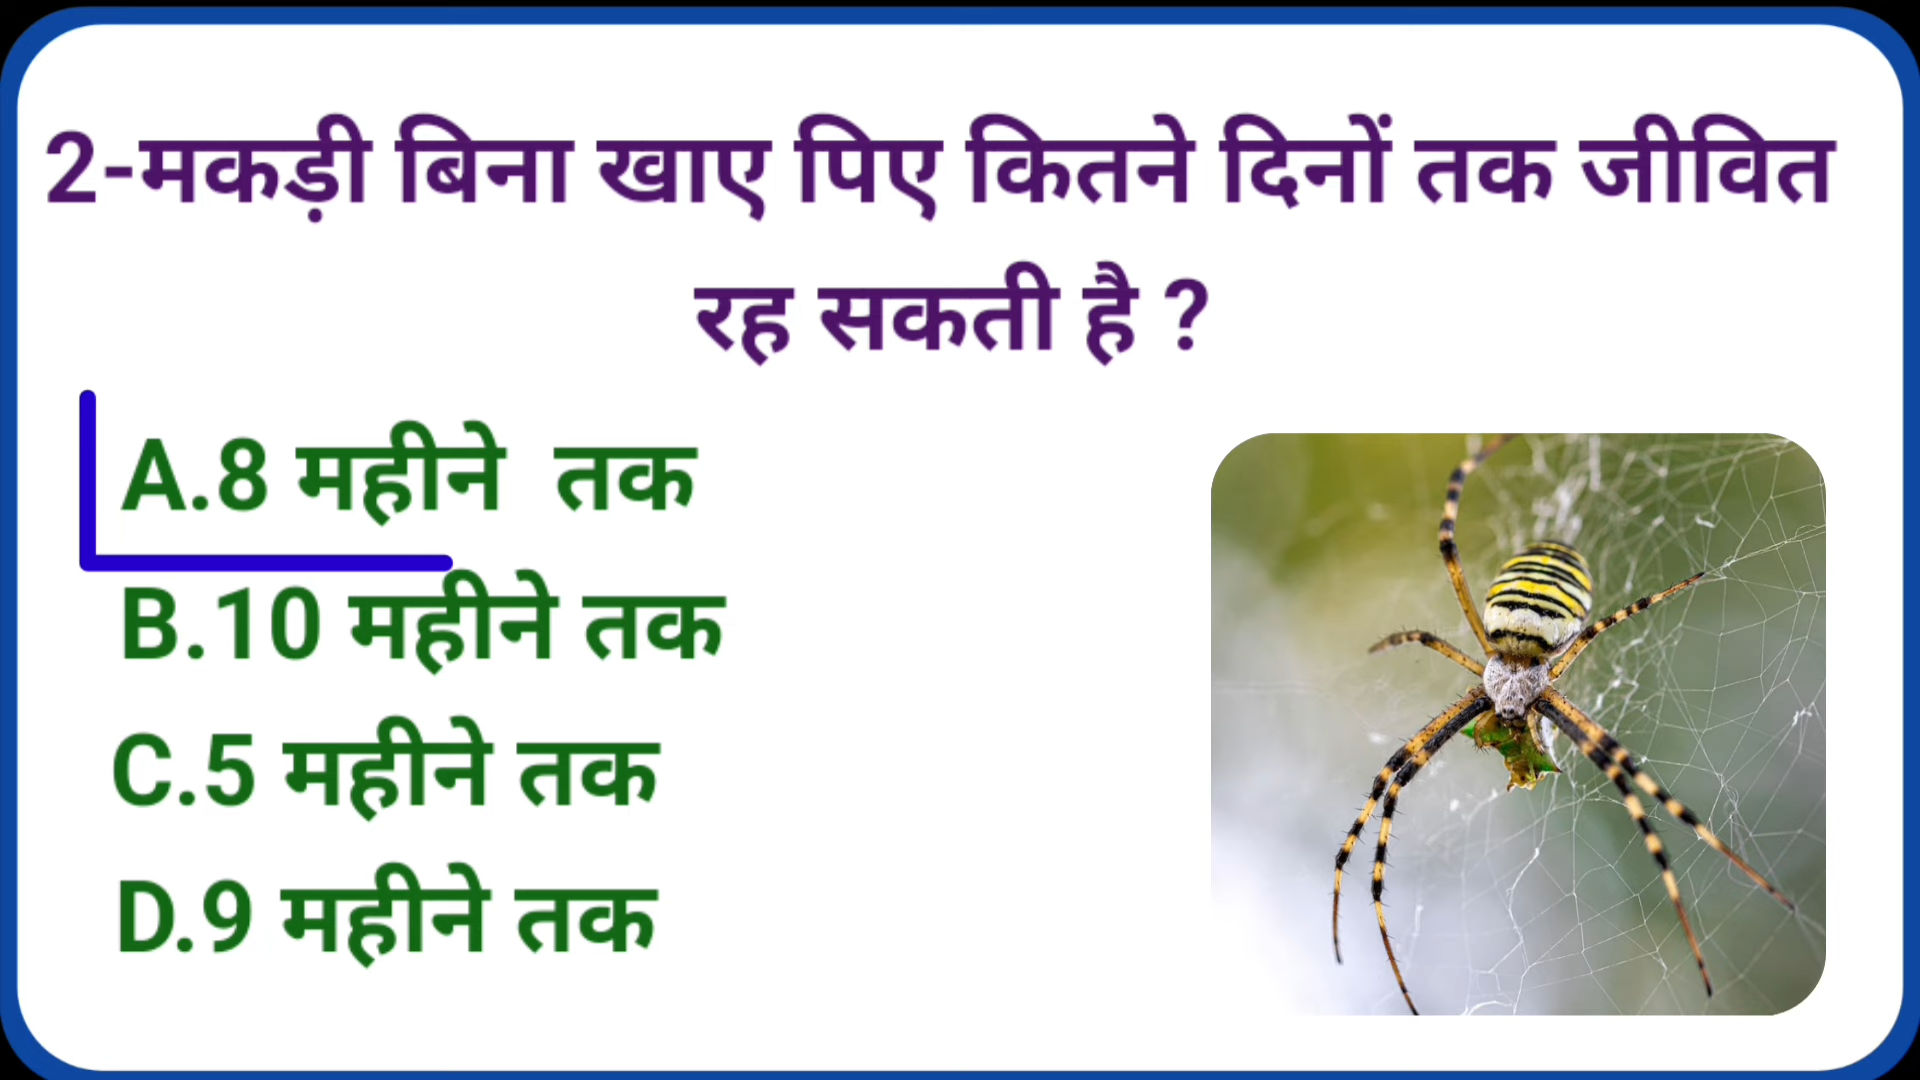 2-मकड़ी बिना खाए पिए कितने दिनों तक जीवित
रह सकती है ?
A.8 महीने तक
B.10 महीने तक
C.5 महीने तक
D.9 महीने तक